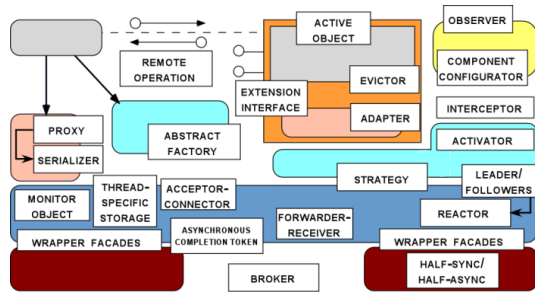 ACTIVE
OBJECT
OBSERVER
REMOTE
OPERATION
COMPONENT
CONFIGURATOR
EVICTOR
EXTENSION
INTERFACE
INTERCEPTOR
ADAPTER
PROXY
ABSTRACT
FACTORY
ACTIVATOR
SERIALIZER
STRATEGY
LEADER/
FOLLOWERS
THREAD-
SPECIFIC
STORAGE
ACCEPTOR-
CONNECTOR
MONITOR
OBJECT
FORWARDER-
RECEIVER
REACTOR
ASYNCHRONOUS
COMPLETION TOKEN
WRAPPER FACADES
WRAPPER FACADES
BROKER
HALF-SYNC/
HALF-ASYNC